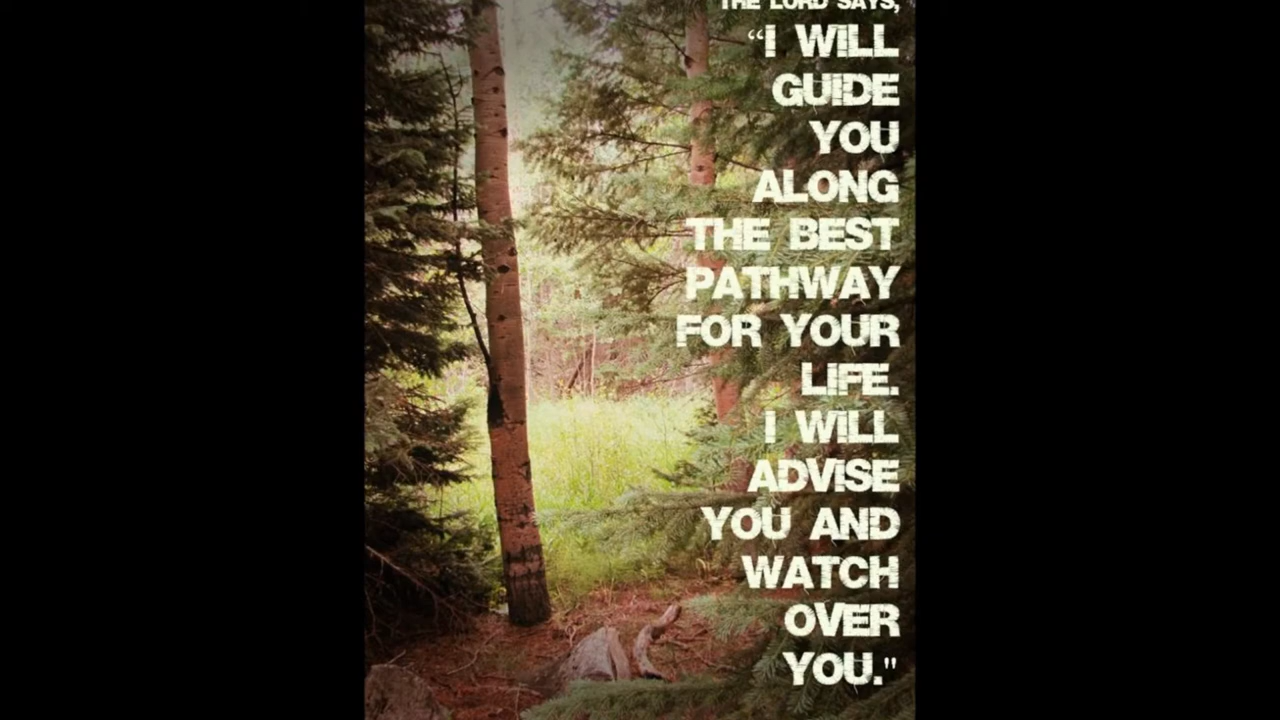 THE LORD SAYS,
“I WILL
GUIDE
YOU
ALONG
THE BEST
PATHWAY
FOR YOUR
LIFE.
I WILL
ADVISE
YOU AND
WATCH
OVER
YOU."